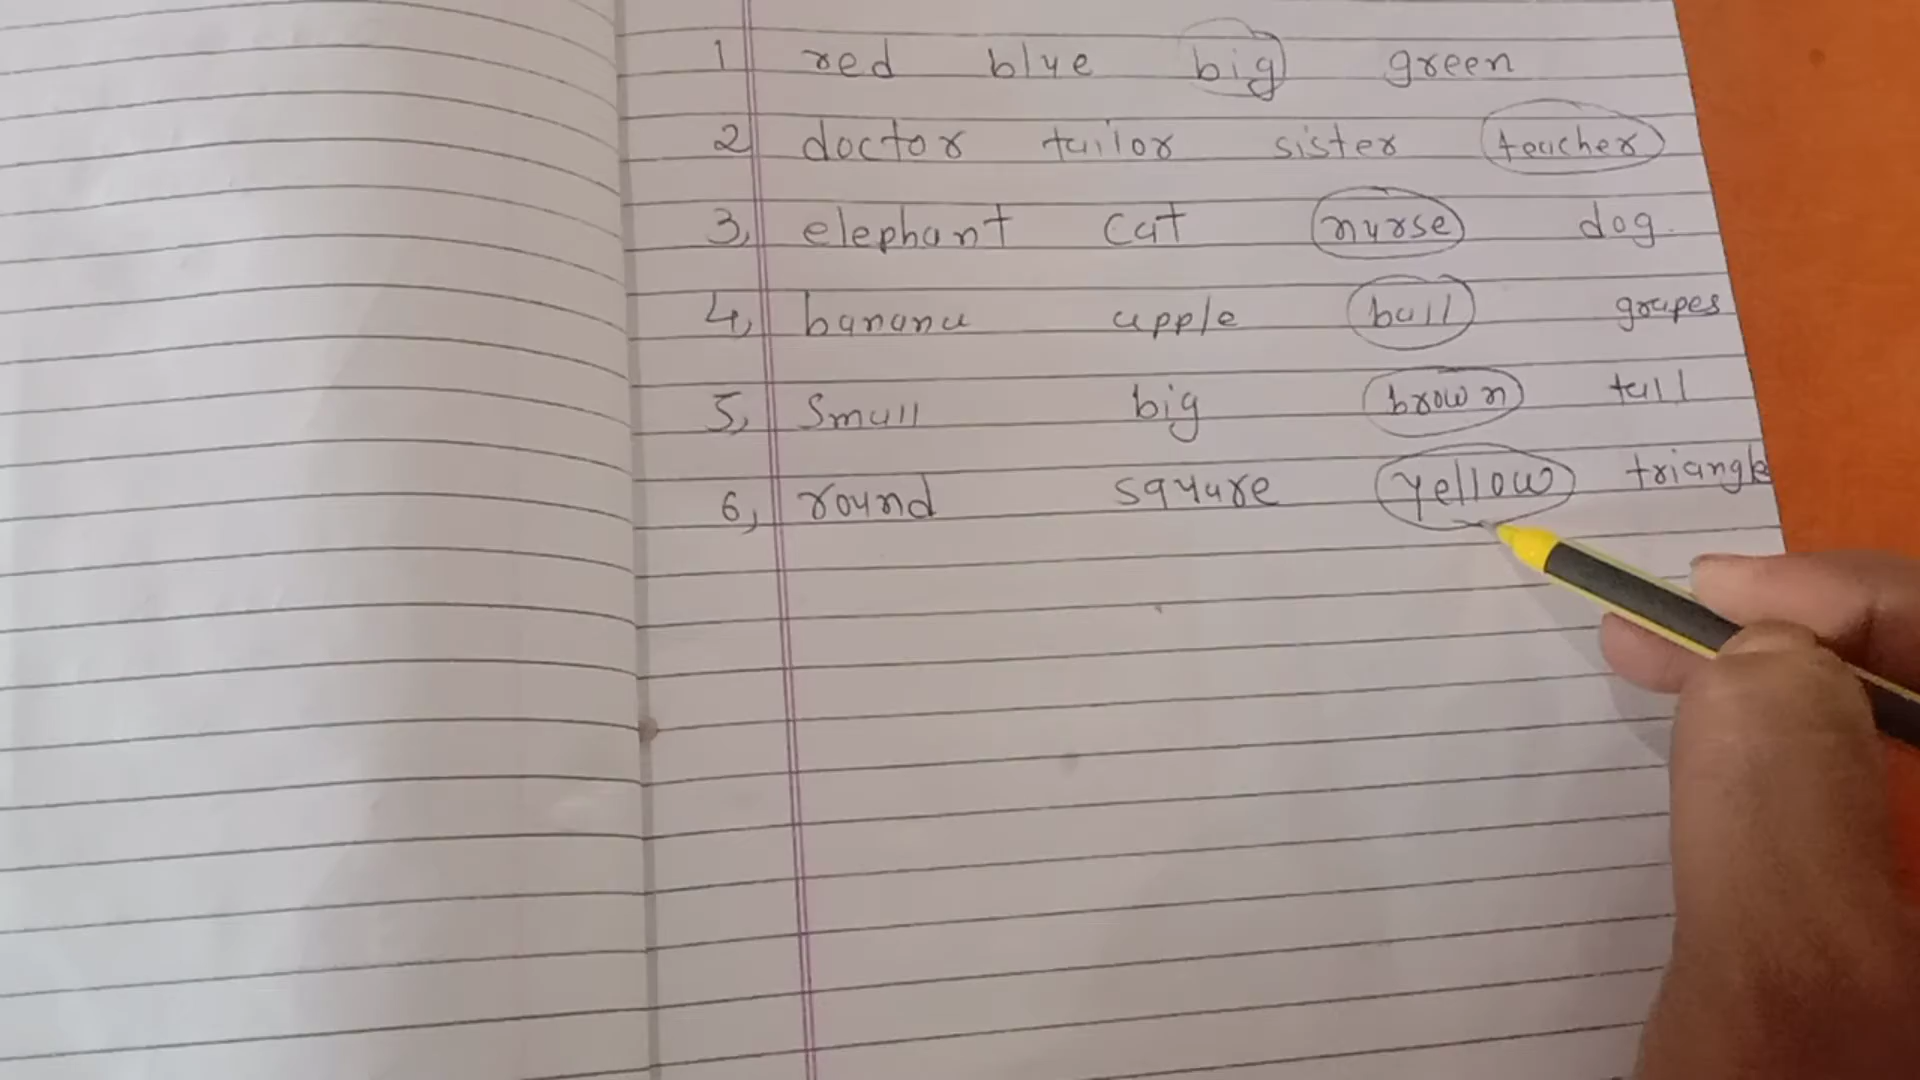 1 red blue big green
2 doctor tailor sister teacher
3, elephant cat nurse dog.
4, banana apple ball grapes
5, Small big brown tall
6, round square yellow triangle